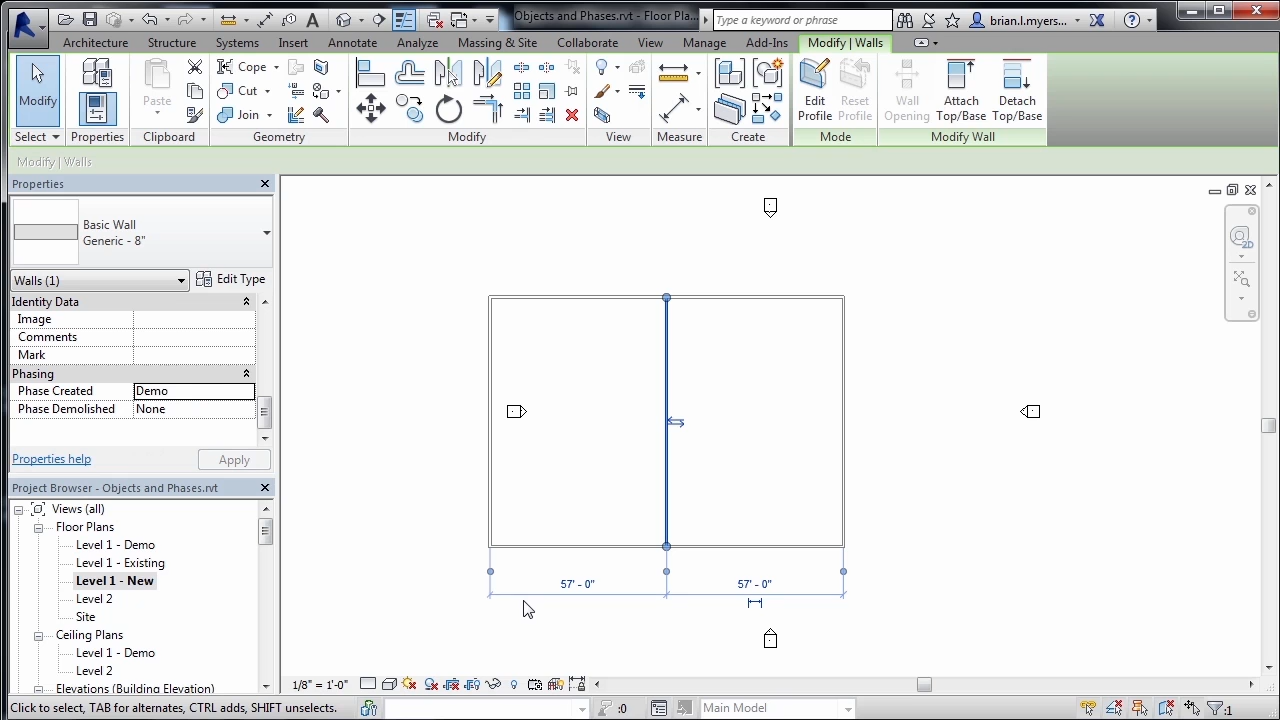 Objects and Phases.rvt - Floor Pla...
Type a keyword or phrase
brian.l.myers...
Architecture Structure Systems Insert Annotate Analyze Massing & Site Collaborate View Manage Add-Ins Modify | Walls
Modify
Select
Properties
Paste
Clipboard
Cope
Cut
Join
Geometry
Modify
View
Measure
Create
Edit
Profile
Reset
Profile
Mode
Wall
Opening
Attach
Top/Base
Detach
Top/Base
Modify Wall
Modify | Walls
Properties
Basic Wall
Generic - 8"
Walls (1)
Edit Type
Identity Data
Image
Comments
Mark
Phasing
Phase Created Demo
Phase Demolished None
Properties help
Apply
Project Browser - Objects and Phases.rvt
Views (all)
Floor Plans
Level 1 - Demo
Level 1 - Existing
Level 1 - New
Level 2
Site
Ceiling Plans
Level 1 - Demo
Level 2
Elevations (Building Elevation)
57' - 0"
57' - 0"
2D
1/8" = 1'-0"
Click to select, TAB for alternates, CTRL adds, SHIFT unselects.
:0
Main Model
:1